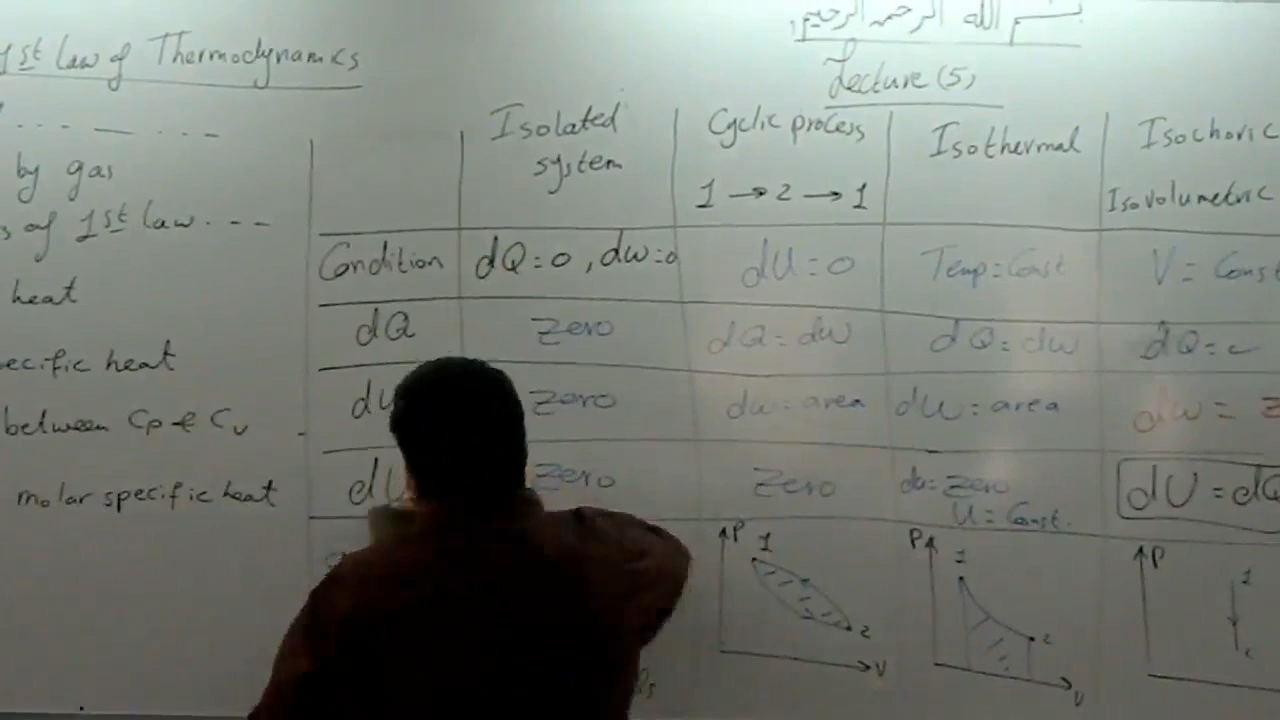 بسم الله الرحمن الرحيم
Lecture (5)
1st law of Thermodynamics
by gas
of 1st law ---
heat
ecific heat
between Cp & Cv
molar specific heat
Isolated system
Cyclic process
1 → 2 → 1
Isothermal
Isochoric
Isovolumetric
Condition dQ=0, dw=0 dU=0 Temp=Const V=Const
dQ Zero dQ=dw dQ=dw dQ=
Zero dw=area dw=area dw=
dU Zero Zero du=Zero dU=dQ
U=Const.
P 1 2 V
P 1 2 V
P 1